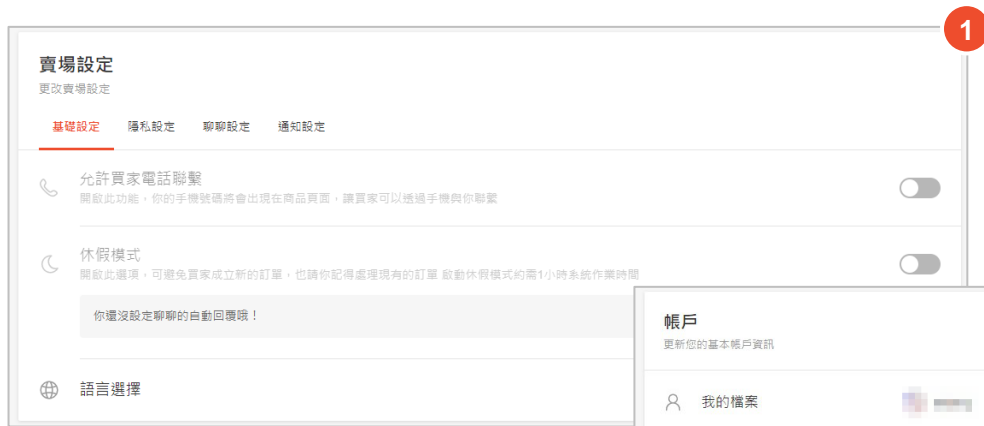 1
賣場設定
更改賣場設定
基礎設定 隱私設定 聊聊設定 通知設定
允許買家電話聯繫
開啟此功能，你的手機號碼將會出現在商品頁面，讓買家可以透過手機與你聯繫
休假模式
開啟此選項，可避免買家成立新的訂單，也請你記得處理現有的訂單 啟動休假模式約需1小時系統作業時間
你還沒設定聊聊的自動回覆哦！
語言選擇
帳戶
更新您的基本帳戶資訊
我的檔案